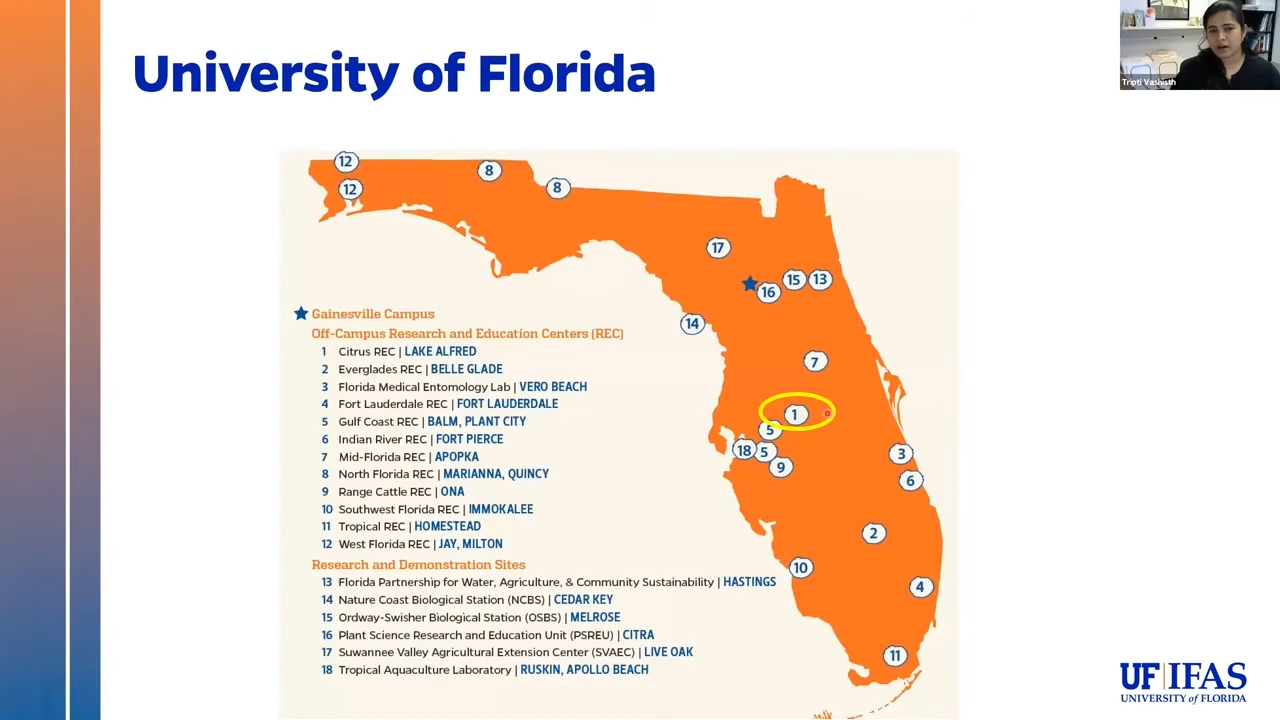 University of Florida
Tripti Vashisth
12
12
8
8
17
15
13
16
14
7
1
5
18
5
9
3
6
2
10
4
11
Gainesville Campus
Off-Campus Research and Education Centers (REC)
1 Citrus REC | LAKE ALFRED
2 Everglades REC | BELLE GLADE
3 Florida Medical Entomology Lab | VERO BEACH
4 Fort Lauderdale REC | FORT LAUDERDALE
5 Gulf Coast REC | BALM, PLANT CITY
6 Indian River REC | FORT PIERCE
7 Mid-Florida REC | APOPKA
8 North Florida REC | MARIANNA, QUINCY
9 Range Cattle REC | ONA
10 Southwest Florida REC | IMMOKALEE
11 Tropical REC | HOMESTEAD
12 West Florida REC | JAY, MILTON
Research and Demonstration Sites
13 Florida Partnership for Water, Agriculture, & Community Sustainability | HASTINGS
14 Nature Coast Biological Station (NCBS) | CEDAR KEY
15 Ordway-Swisher Biological Station (OSBS) | MELROSE
16 Plant Science Research and Education Unit (PSREU) | CITRA
17 Suwannee Valley Agricultural Extension Center (SVAEC) | LIVE OAK
18 Tropical Aquaculture Laboratory | RUSKIN, APOLLO BEACH
UF|IFAS
UNIVERSITY of FLORIDA